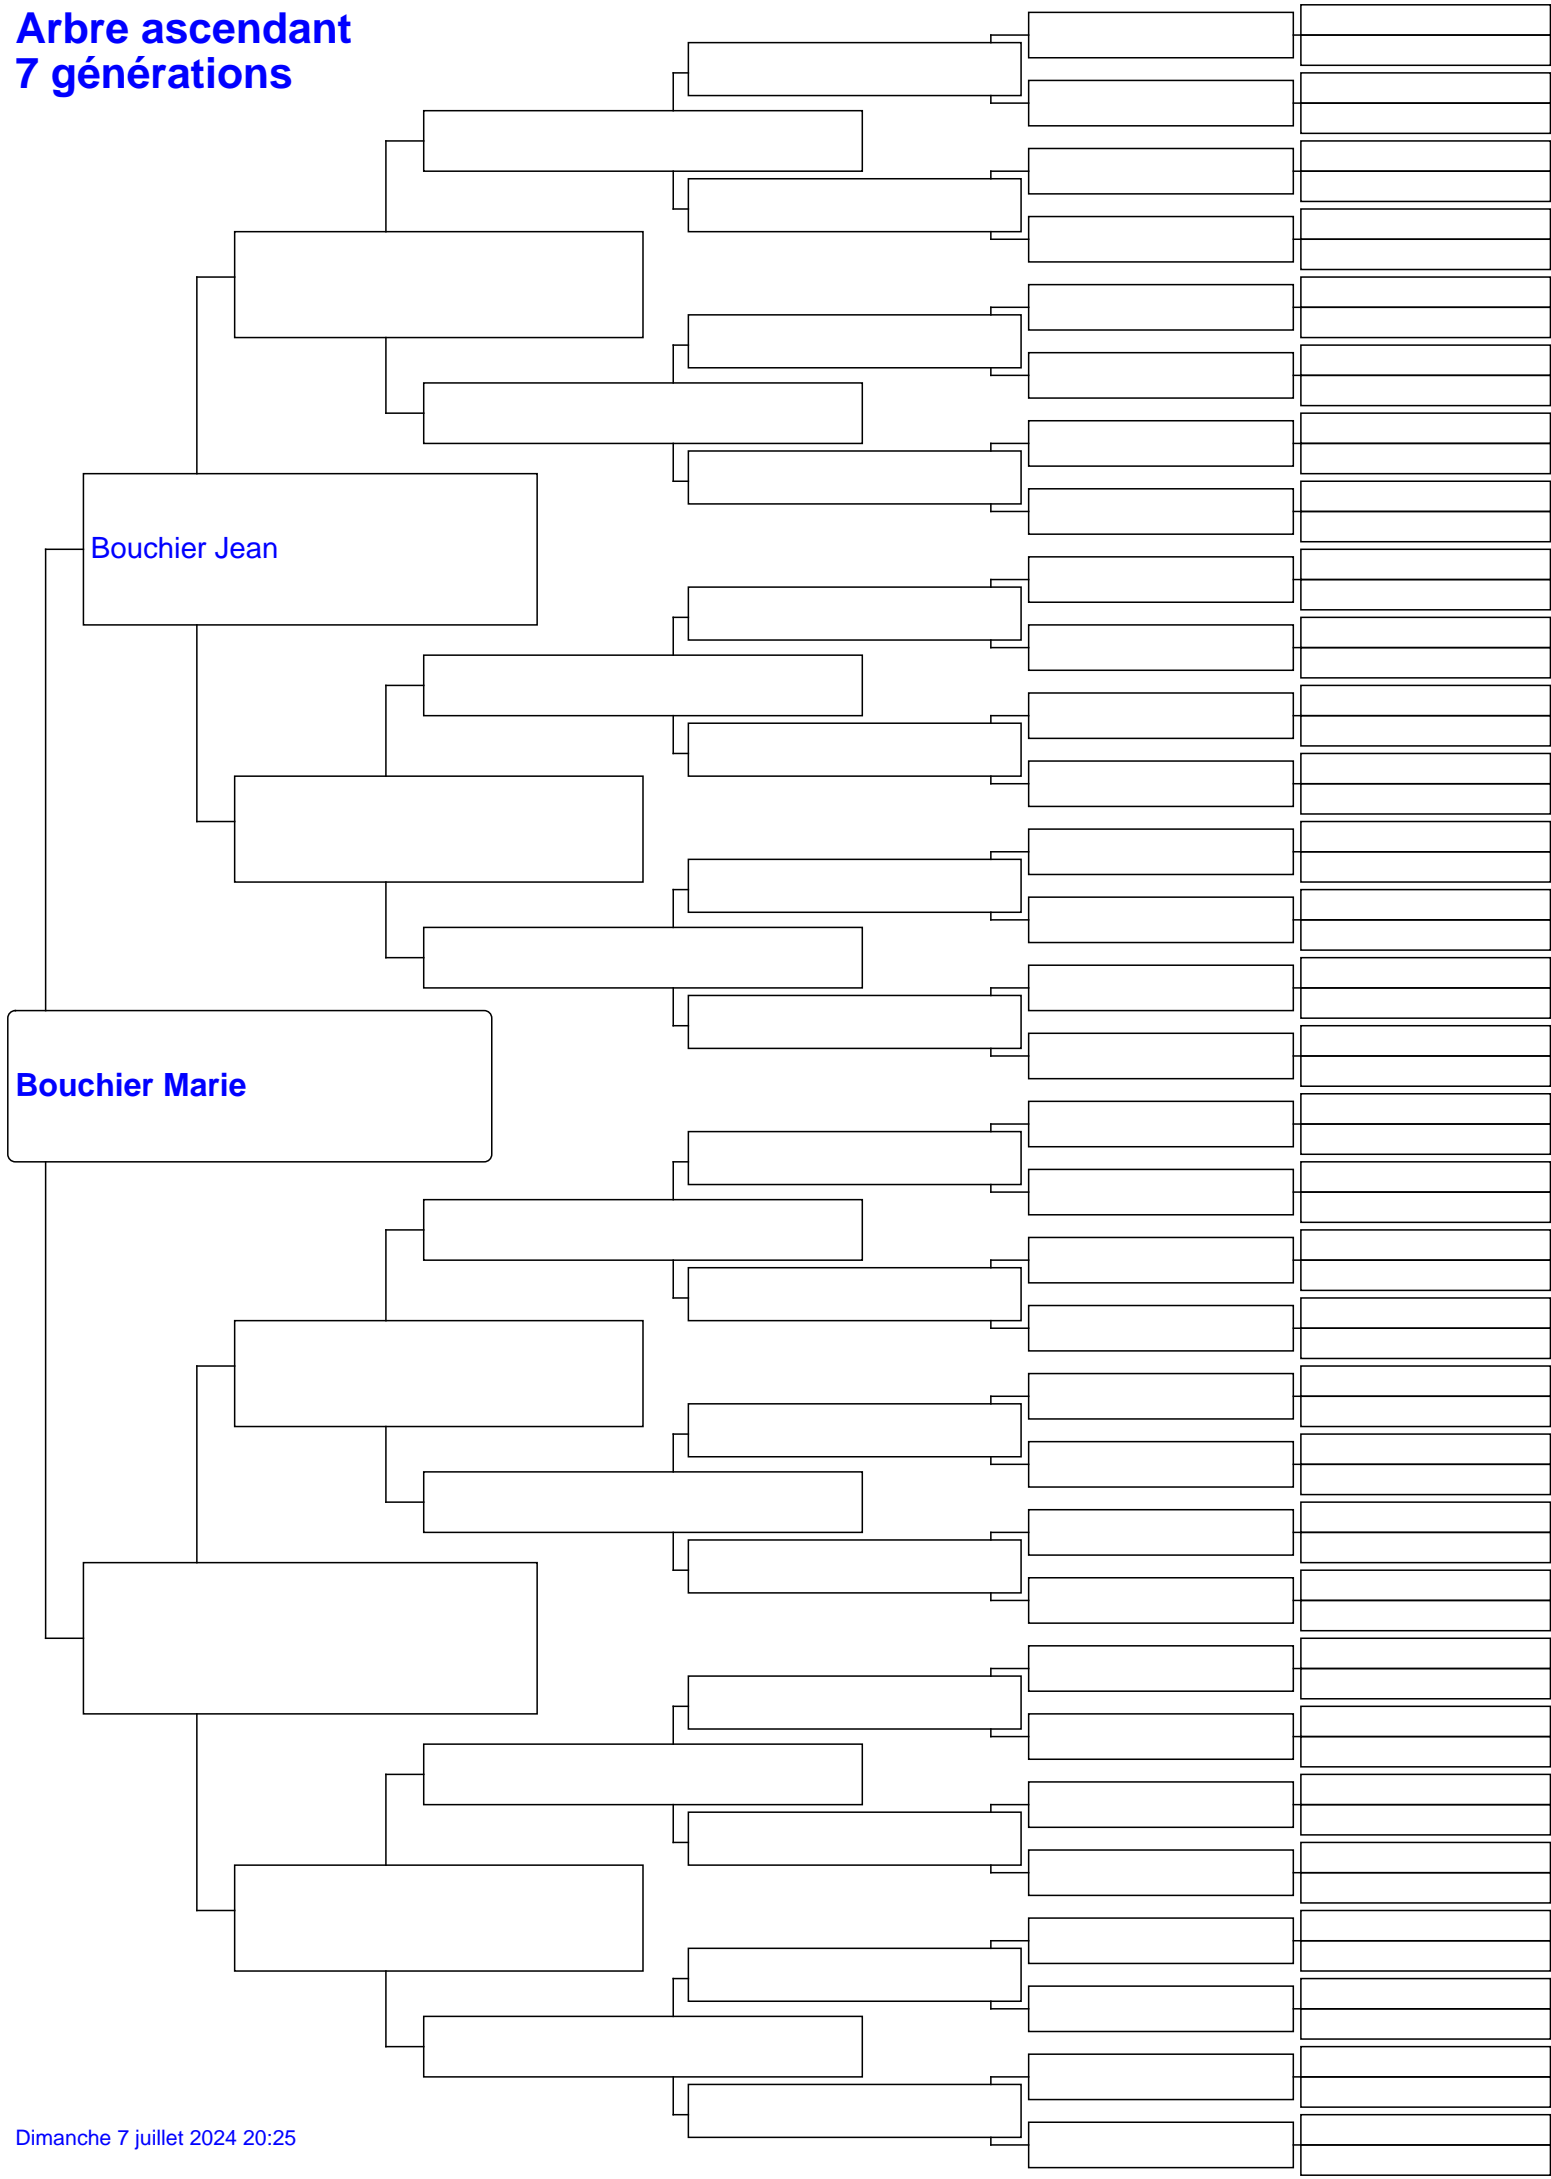 Arbre ascendant
7 générations
Bouchier Jean
Bouchier Marie
Dimanche 7 juillet 2024 20:25